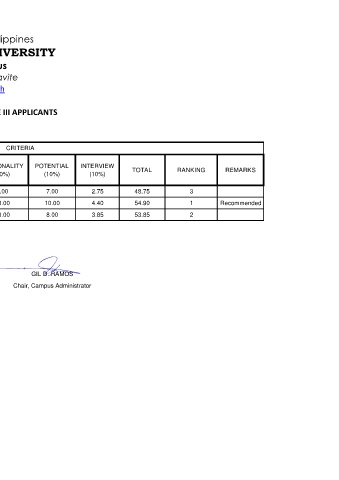 ippines
IVERSITY
us
avite
h
E III APPLICANTS
CRITERIA
ONALITY POTENTIAL INTERVIEW TOTAL RANKING REMARKS
0%) (10%) (10%)
.00 7.00 2.75 48.75 3
.00 10.00 4.40 54.90 1 Recommended
.00 8.00 3.85 53.85 2
GIL D. RAMOS
Chair, Campus Administrator